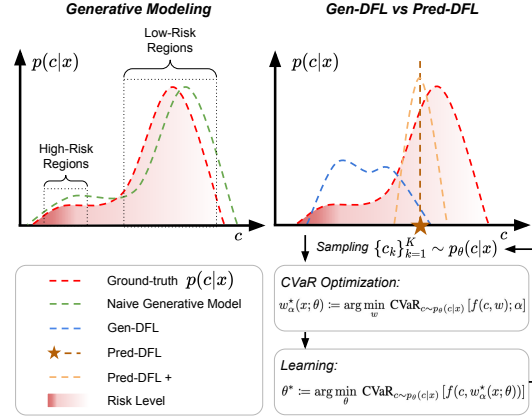 Generative Modeling
Low-Risk
Regions
p(c|x)
High-Risk
Regions
c
Gen-DFL vs Pred-DFL
p(c|x)
c
Sampling {c_k}_{k=1}^K ∼ p_θ(c|x)
Ground-truth p(c|x)
Naive Generative Model
Gen-DFL
Pred-DFL
Pred-DFL +
Risk Level
CVaR Optimization:
w_α^⋆(x; θ) := arg min_w CVaR_{c∼p_θ(c|x)} [f(c, w); α]
Learning:
θ^⋆ := arg min_θ CVaR_{c∼p_θ(c|x)} [f(c, w_α^⋆(x; θ))]